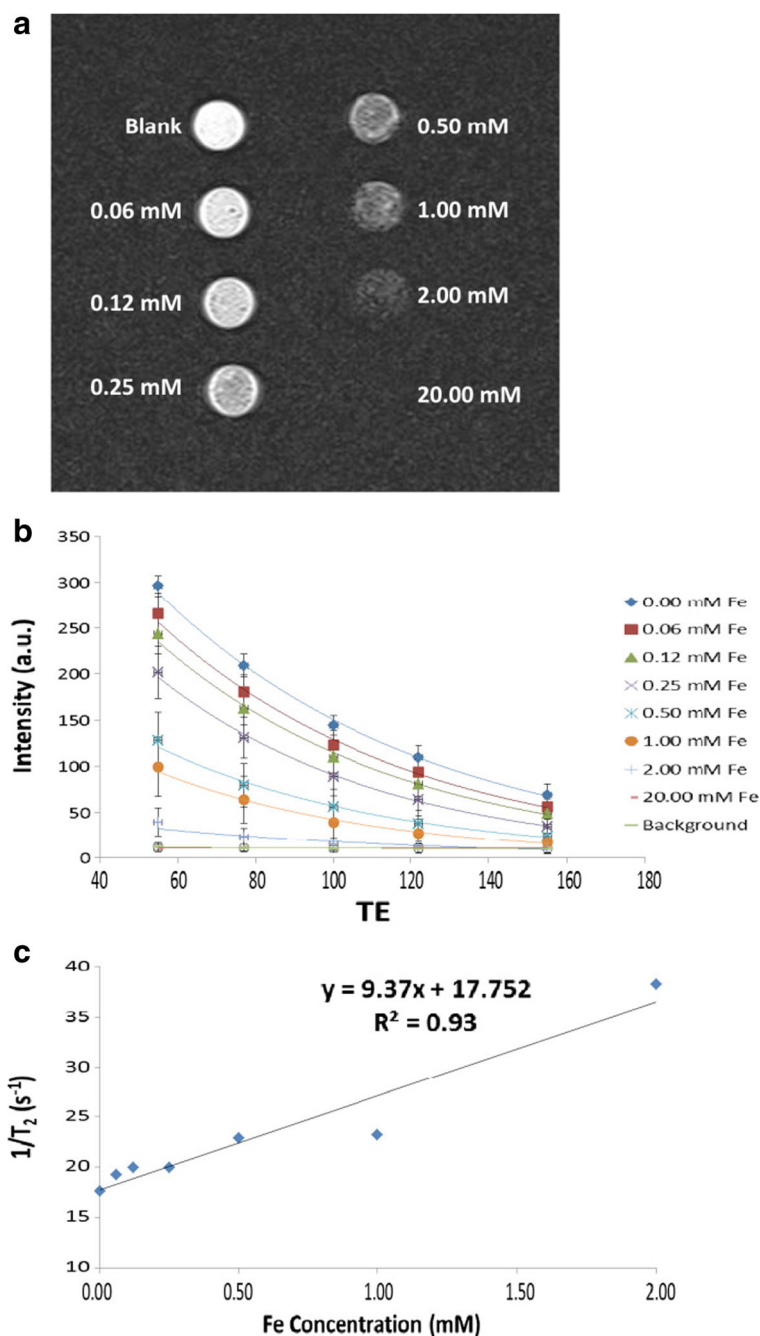 a
Blank
0.50 mM
0.06 mM
1.00 mM
0.12 mM
2.00 mM
0.25 mM
20.00 mM
b
350
300
250
200
150
100
50
0
40 60 80 100 120 140 160 180
Intensity (a.u.)
TE
0.00 mM Fe
0.06 mM Fe
0.12 mM Fe
0.25 mM Fe
0.50 mM Fe
1.00 mM Fe
2.00 mM Fe
20.00 mM Fe
Background
c
40
35
30
25
20
15
10
0.00 0.50 1.00 2.00
y = 9.37x + 17.752
R² = 0.93
1/T₂ (s⁻¹)
Fe Concentration (mM)